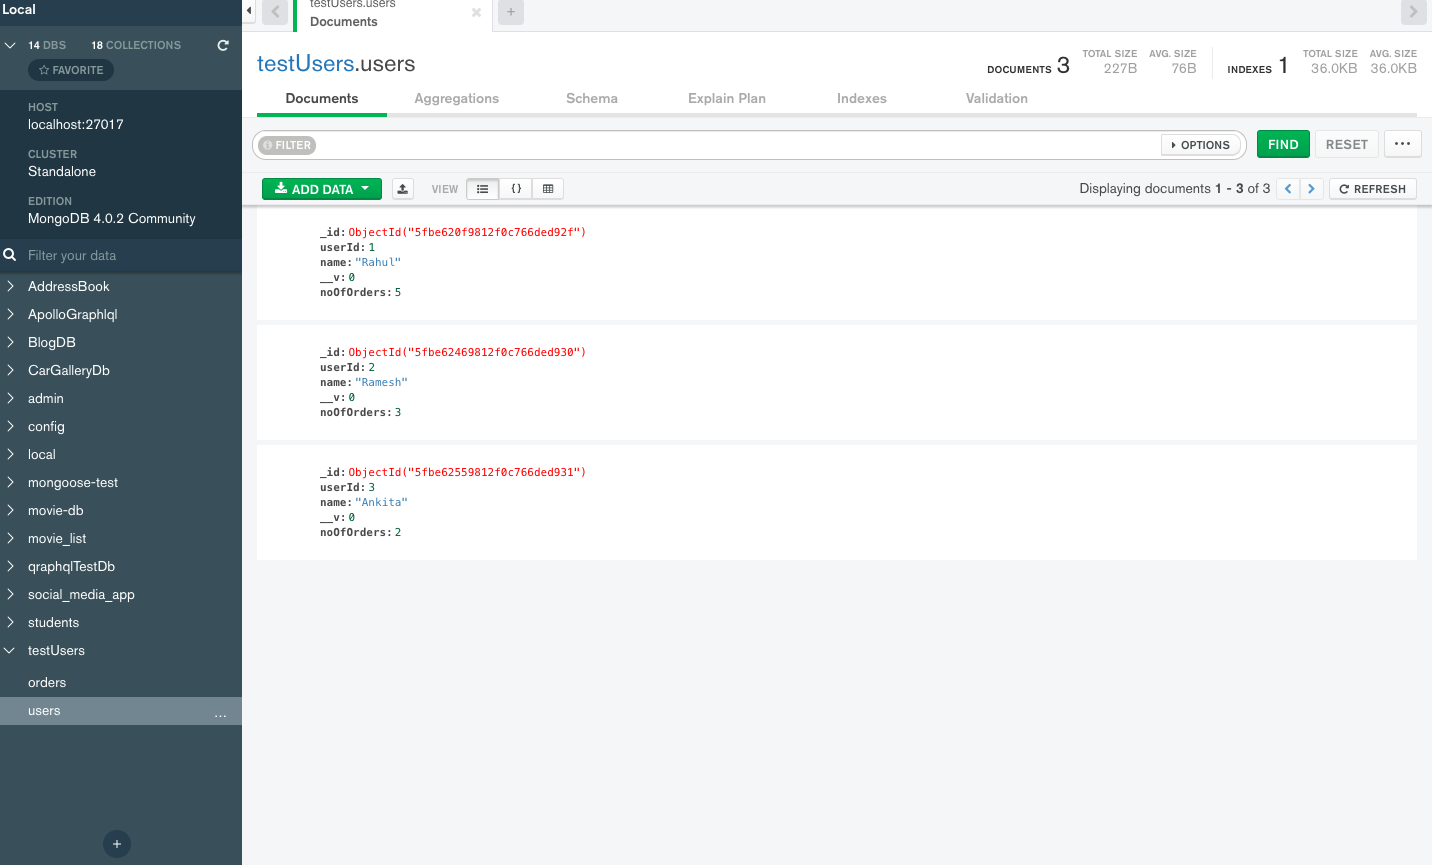 Local
14 DBS 18 COLLECTIONS
FAVORITE
HOST
localhost:27017
CLUSTER
Standalone
EDITION
MongoDB 4.0.2 Community
Filter your data
AddressBook
ApolloGraphlql
BlogDB
CarGalleryDb
admin
config
local
mongoose-test
movie-db
movie_list
qraphqlTestDb
social_media_app
students
testUsers
orders
users ...
+
testUsers.users
Documents
+
testUsers.users
DOCUMENTS 3 TOTAL SIZE 227B AVG. SIZE 76B INDEXES 1 TOTAL SIZE 36.0KB AVG. SIZE 36.0KB
Documents Aggregations Schema Explain Plan Indexes Validation
FILTER OPTIONS FIND RESET ...
ADD DATA VIEW {} Displaying documents 1 - 3 of 3 < > REFRESH
_id: ObjectId("5fbe620f9812f0c766ded92f")
userId: 1
name: "Rahul"
__v: 0
noOfOrders: 5
_id: ObjectId("5fbe62469812f0c766ded930")
userId: 2
name: "Ramesh"
__v: 0
noOfOrders: 3
_id: ObjectId("5fbe62559812f0c766ded931")
userId: 3
name: "Ankita"
__v: 0
noOfOrders: 2